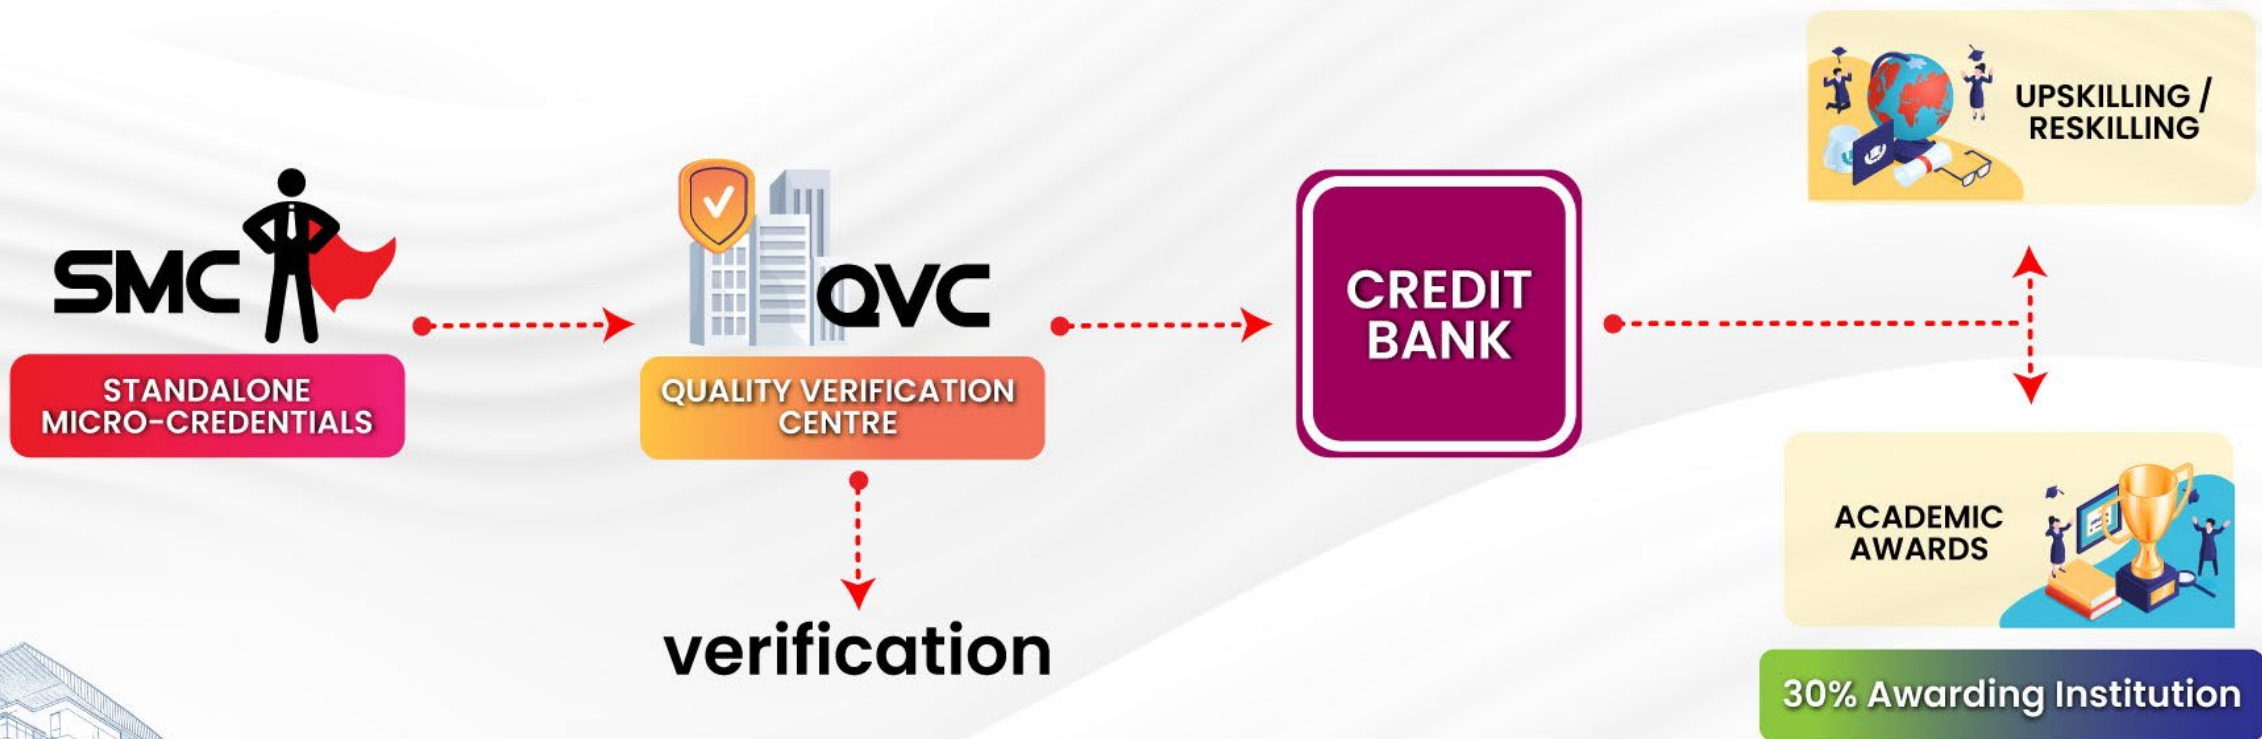 SMC
STANDALONE
MICRO-CREDENTIALS
QVC
QUALITY VERIFICATION
CENTRE
verification
CREDIT
BANK
UPSKILLING /
RESKILLING
ACADEMIC
AWARDS
30% Awarding Institution